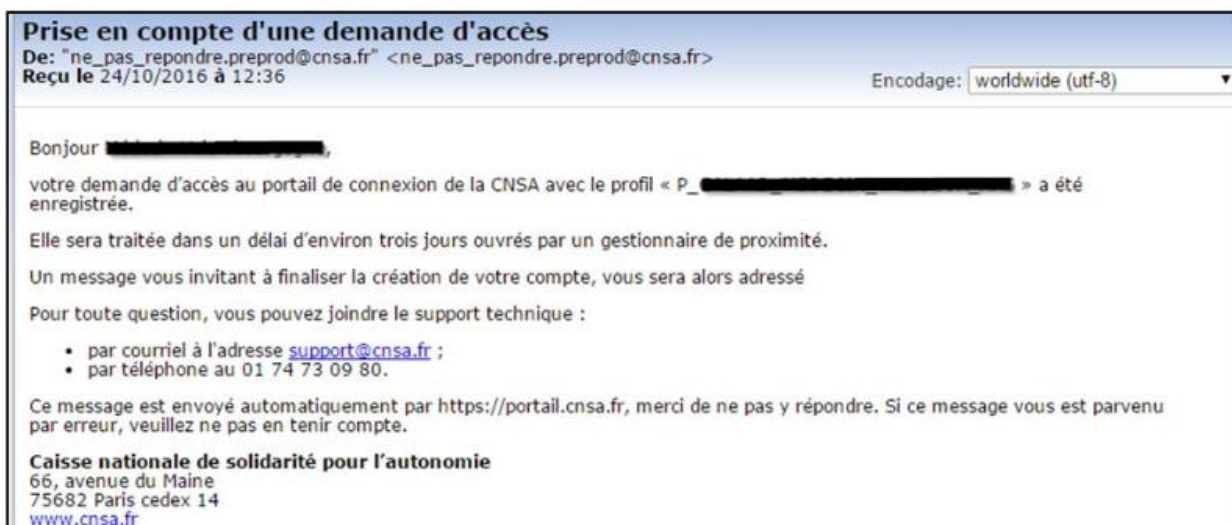 Prise en compte d'une demande d'accès
De: "ne_pas_repondre.preprod@cnsa.fr" <ne_pas_repondre.preprod@cnsa.fr>
Reçu le 24/10/2016 à 12:36
Encodage: worldwide (utf-8)
Bonjour ,
votre demande d'accès au portail de connexion de la CNSA avec le profil « P_ » a été
enregistrée.
Elle sera traitée dans un délai d'environ trois jours ouvrés par un gestionnaire de proximité.
Un message vous invitant à finaliser la création de votre compte, vous sera alors adressé
Pour toute question, vous pouvez joindre le support technique :
• par courriel à l'adresse support@cnsa.fr ;
• par téléphone au 01 74 73 09 80.
Ce message est envoyé automatiquement par https://portail.cnsa.fr, merci de ne pas y répondre. Si ce message vous est parvenu
par erreur, veuillez ne pas en tenir compte.
Caisse nationale de solidarité pour l'autonomie
66, avenue du Maine
75682 Paris cedex 14
www.cnsa.fr